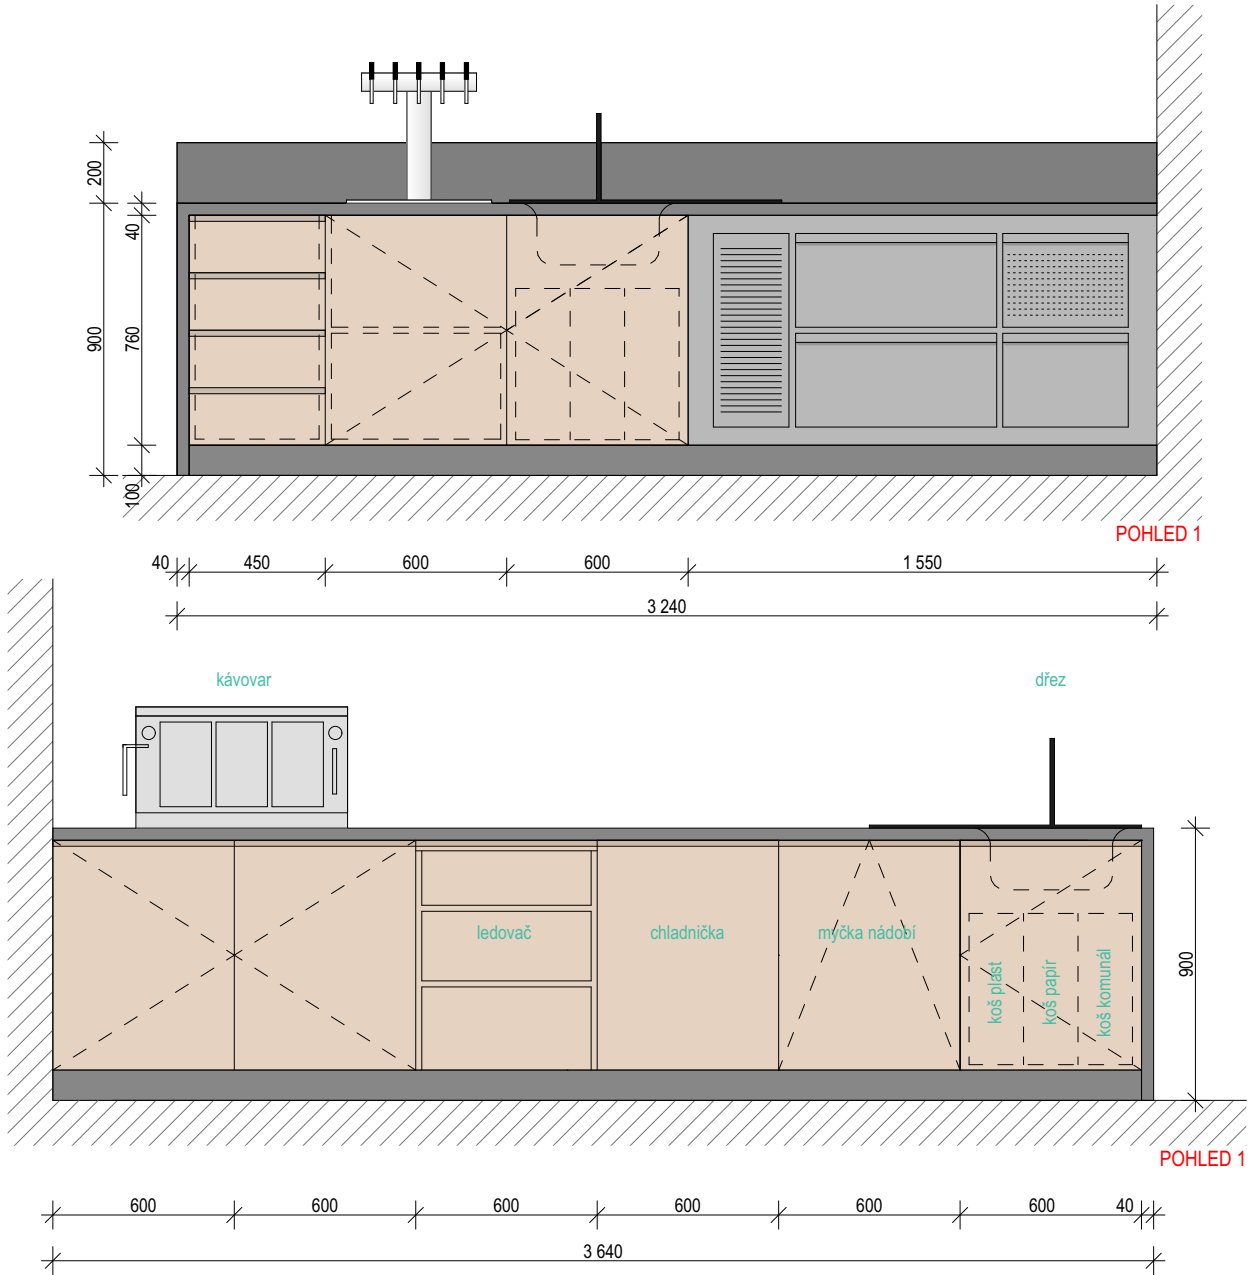 200
40
900
760
100
POHLED 1
40 450 600 600 1 550
3 240
kávovar dřez
ledovač chladnička myčka nádobí
koš plast
koš papír
koš komunál
900
POHLED 1
600 600 600 600 600 600 40
3 640